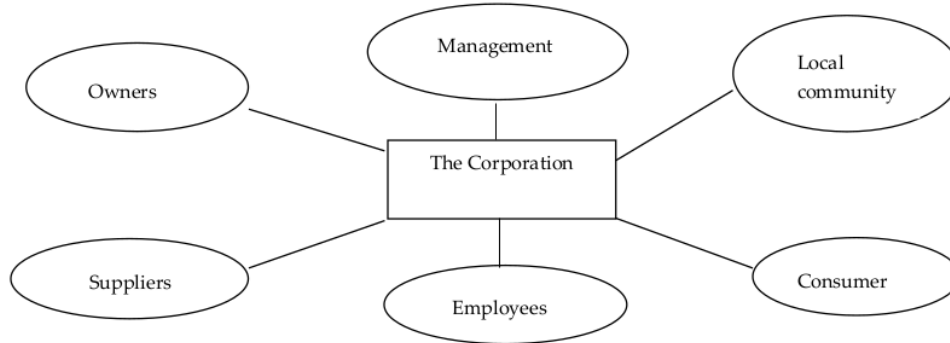 Management
Owners
Local
community
The Corporation
Suppliers
Employees
Consumer